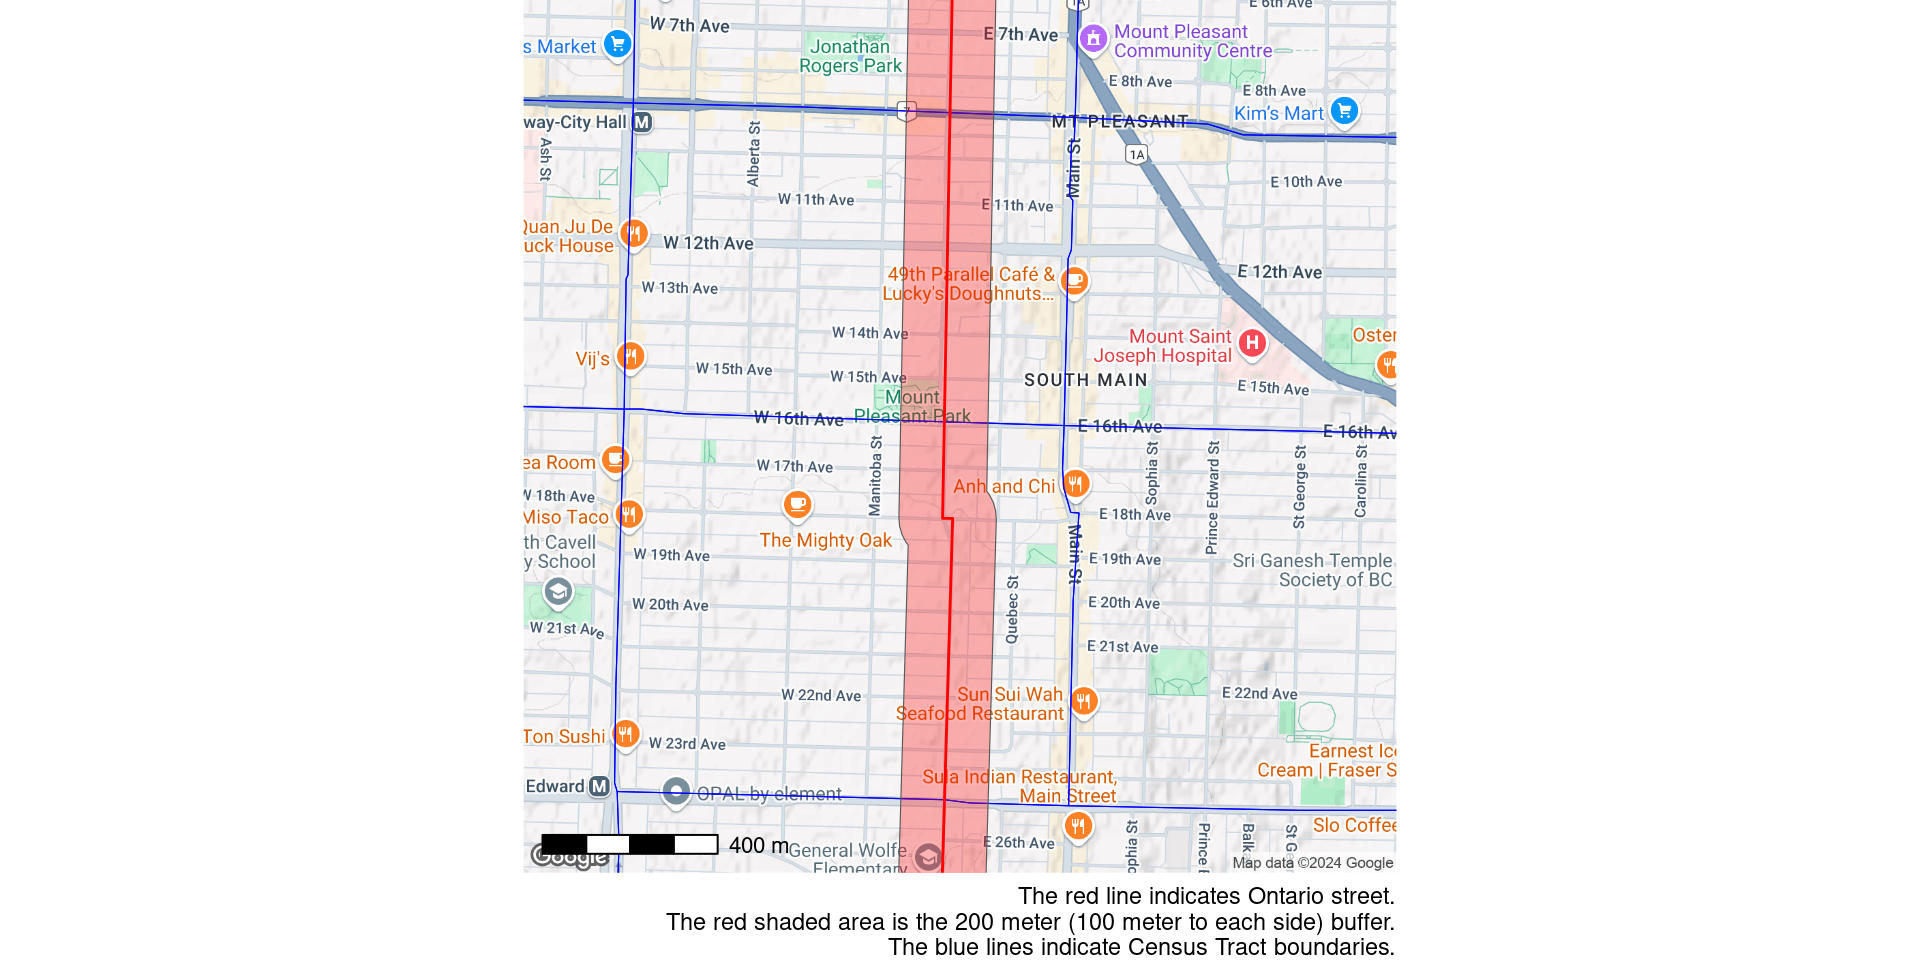 W 7th Ave
E 7th Ave
E 6th Ave
1A
s Market
Jonathan
Rogers Park
Mount Pleasant
Community Centre
E 8th Ave
E 8th Ave
Kim's Mart
7
way-City Hall M
MT PLEASANT
1A
Ash St
Alberta St
Main St
W 11th Ave
E 11th Ave
E 10th Ave
Quan Ju De
uck House
W 12th Ave
E 12th Ave
49th Parallel Café &
Lucky's Doughnuts...
W 13th Ave
W 14th Ave
Mount Saint
Joseph Hospital
H
Oster
Vij's
W 15th Ave
W 15th Ave
SOUTH MAIN
E 15th Ave
Mount
Pleasant Park
W 16th Ave
E 16th Ave
E 16th Av
Manitoba St
Sophia St
Prince Edward St
St George St
Carolina St
ea Room
W 17th Ave
Anh and Chi
W 18th Ave
Miso Taco
E 18th Ave
The Mighty Oak
Main St
th Cavell
y School
W 19th Ave
E 19th Ave
Sri Ganesh Temple
Society of BC
W 20th Ave
Quebec St
E 20th Ave
W 21st Ave
E 21st Ave
W 22nd Ave
Sun Sui Wah
Seafood Restaurant
E 22nd Ave
Ton Sushi
W 23rd Ave
Earnest Ice
Cream | Fraser S
Edward M
OPAL by element
Sula Indian Restaurant,
Main Street
Slo Coffee
400 m
Google
General Wolfe
Elementary
E 26th Ave
ophia St
Prince E
Balk
St G
Map data ©2024 Google
The red line indicates Ontario street.
The red shaded area is the 200 meter (100 meter to each side) buffer.
The blue lines indicate Census Tract boundaries.